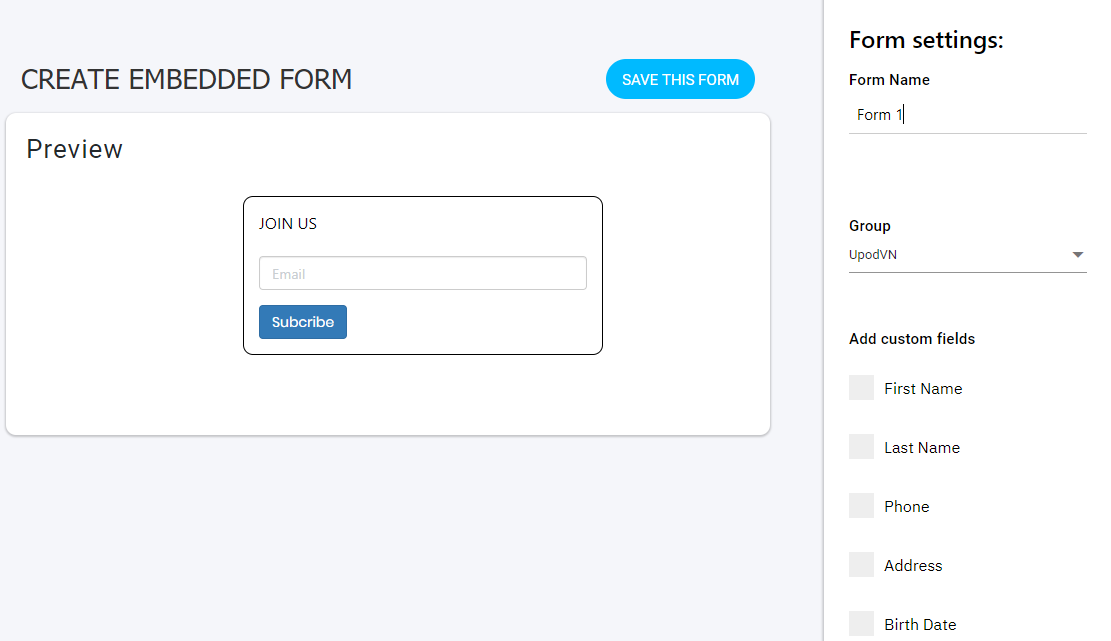 CREATE EMBEDDED FORM
SAVE THIS FORM
Preview
JOIN US
Email
Subcribe
Form settings:
Form Name
Form 1
Group
UpodVN
Add custom fields
First Name
Last Name
Phone
Address
Birth Date